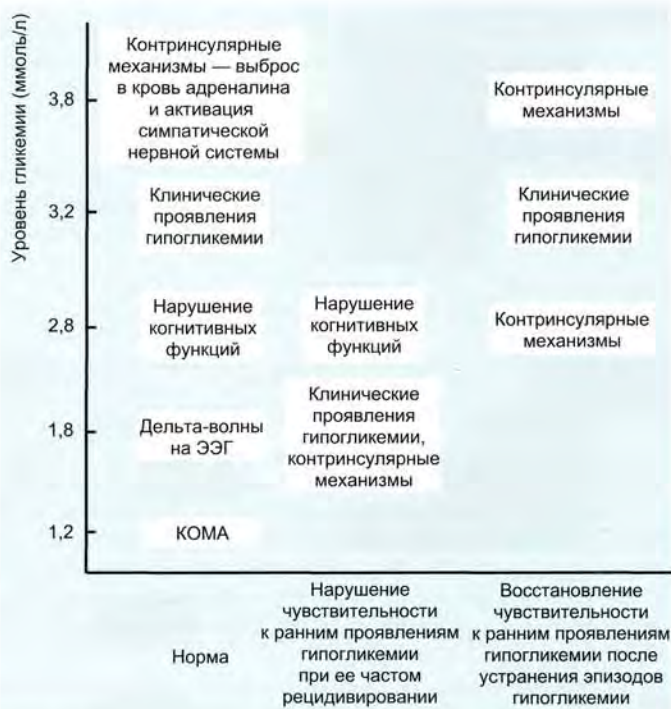 Уровень гликемии (ммоль/л)
3,8
3,2
2,8
1,8
1,2
Контринсулярные
механизмы — выброс
в кровь адреналина
и активация
симпатической
нервной системы
Клинические
проявления
гипогликемии
Нарушение
когнитивных
функций
Дельта-волны
на ЭЭГ
КОМА
Нарушение
когнитивных
функций
Клинические
проявления
гипогликемии,
контринсулярные
механизмы
Контринсулярные
механизмы
Клинические
проявления
гипогликемии
Контринсулярные
механизмы
Норма
Нарушение
чувствительности
к ранним проявлениям
гипогликемии
при ее частом
рецидивировании
Восстановление
чувствительности
к ранним проявлениям
гипогликемии после
устранения эпизодов
гипогликемии